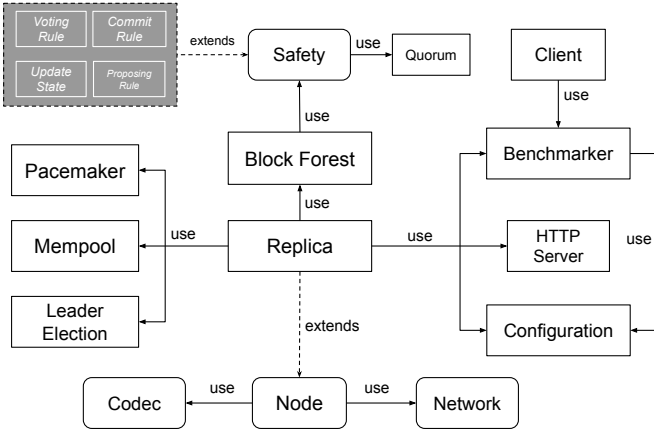 Voting
Rule
Commit
Rule
Update
State
Proposing
Rule
extends
Safety
use
Quorum
Client
use
use
Block Forest
Benchmarker
Pacemaker
use
Mempool
use
Replica
use
HTTP
Server
use
Leader
Election
extends
Configuration
Codec
use
Node
use
Network